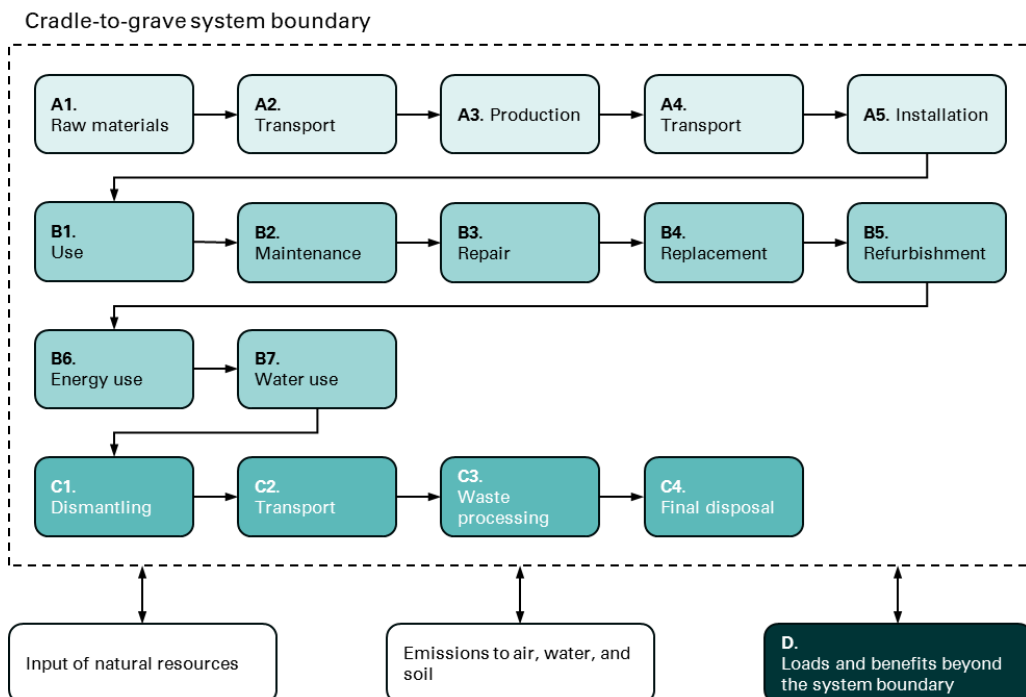 Cradle-to-grave system boundary
A1.
Raw materials
A2.
Transport
A3. Production
A4.
Transport
A5. Installation
B1.
Use
B2.
Maintenance
B3.
Repair
B4.
Replacement
B5.
Refurbishment
B6.
Energy use
B7.
Water use
C1.
Dismantling
C2.
Transport
C3.
Waste
processing
C4.
Final disposal
Input of natural resources
Emissions to air, water, and
soil
D.
Loads and benefits beyond
the system boundary